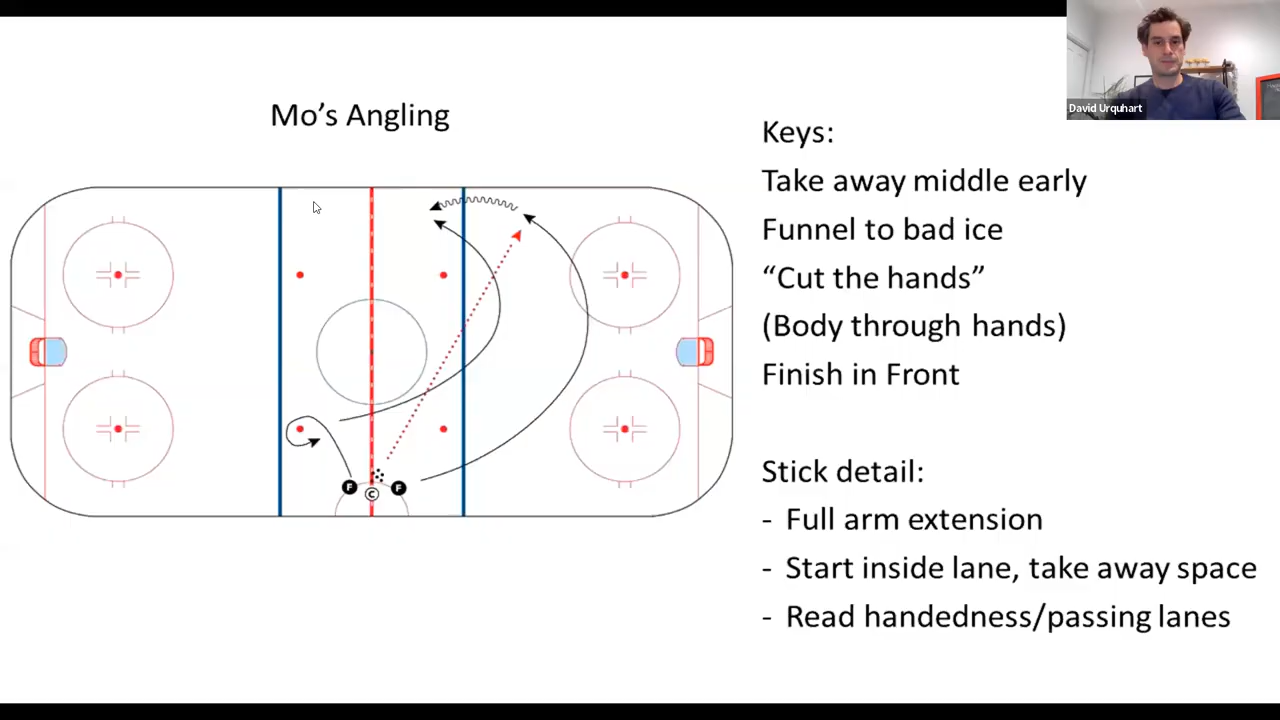 David Urquhart
Mo’s Angling
Keys:
Take away middle early
Funnel to bad ice
“Cut the hands”
(Body through hands)
Finish in Front
Stick detail:
- Full arm extension
- Start inside lane, take away space
- Read handedness/passing lanes
F
C
F